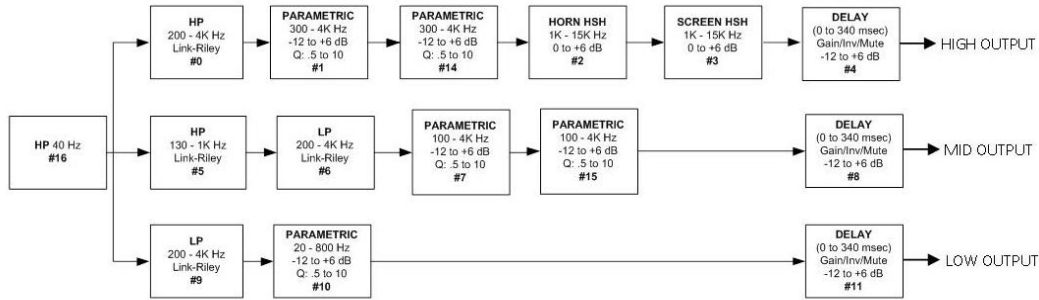 HP
200 - 4K Hz
Link-Riley
#0
PARAMETRIC
300 - 4K Hz
-12 to +6 dB
Q: .5 to 10
#1
PARAMETRIC
300 - 4K Hz
-12 to +6 dB
Q: .5 to 10
#14
HORN HSH
1K - 15K Hz
0 to +6 dB
#2
SCREEN HSH
1K - 15K Hz
0 to +6 dB
#3
DELAY
(0 to 340 msec)
Gain/Inv/Mute
-12 to +6 dB
#4
HIGH OUTPUT
HP 40 Hz
#16
HP
130 - 1K Hz
Link-Riley
#5
LP
200 - 4K Hz
Link-Riley
#6
PARAMETRIC
100 - 4K Hz
-12 to +6 dB
Q: .5 to 10
#7
PARAMETRIC
100 - 4K Hz
-12 to +6 dB
Q: .5 to 10
#15
DELAY
(0 to 340 msec)
Gain/Inv/Mute
-12 to +6 dB
#8
MID OUTPUT
LP
200 - 4K Hz
Link-Riley
#9
PARAMETRIC
20 - 800 Hz
-12 to +6 dB
Q: .5 to 10
#10
DELAY
(0 to 340 msec)
Gain/Inv/Mute
-12 to +6 dB
#11
LOW OUTPUT